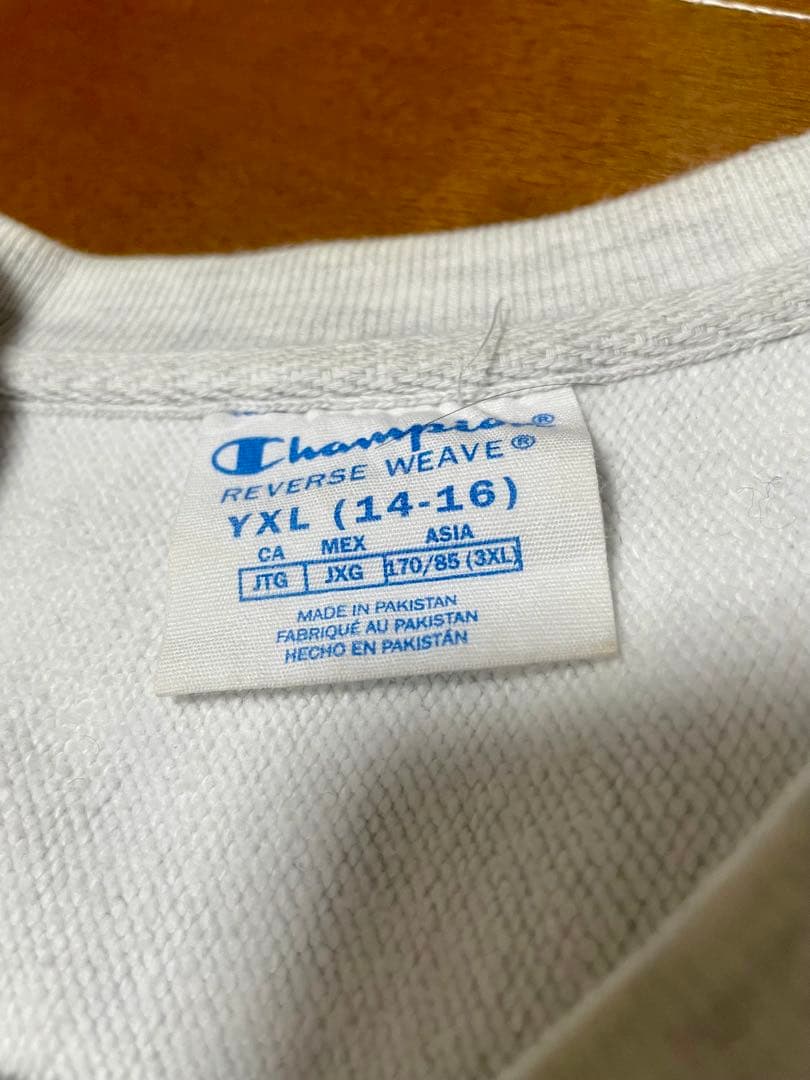 Champion®
REVERSE WEAVE®
YXL (14-16)
CA MEX ASIA
JTG JXG 170/85 (3XL)
MADE IN PAKISTAN
FABRIQUÉ AU PAKISTAN
HECHO EN PAKISTÁN